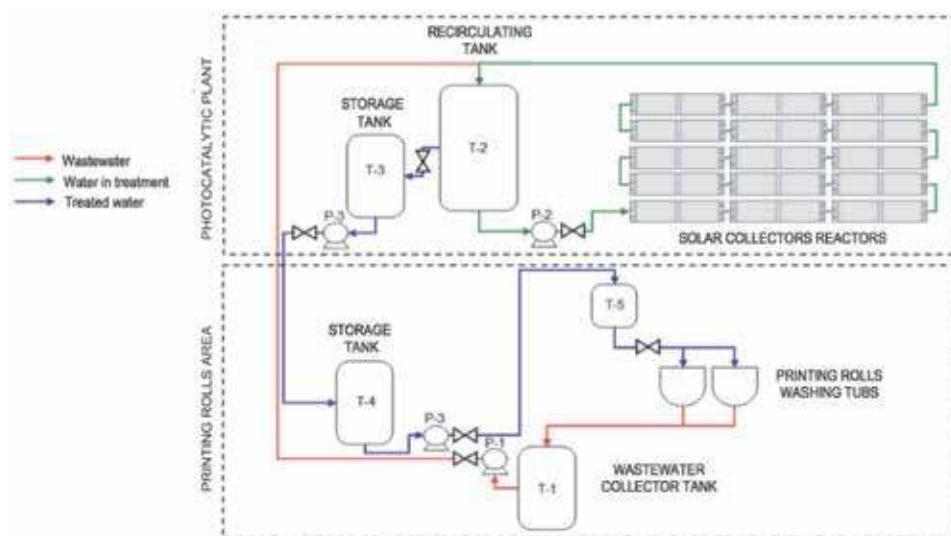 RECIRCULATING
TANK
PHOTOCATALYTIC PLANT
STORAGE
TANK
T-2
T-3
Wastewater
Water in treatment
Treated water
P-3
P-2
SOLAR COLLECTORS REACTORS
PRINTING ROLLS AREA
T-5
STORAGE
TANK
T-4
PRINTING ROLLS
WASHING TUBS
P-3
P-1
T-1
WASTEWATER
COLLECTOR TANK